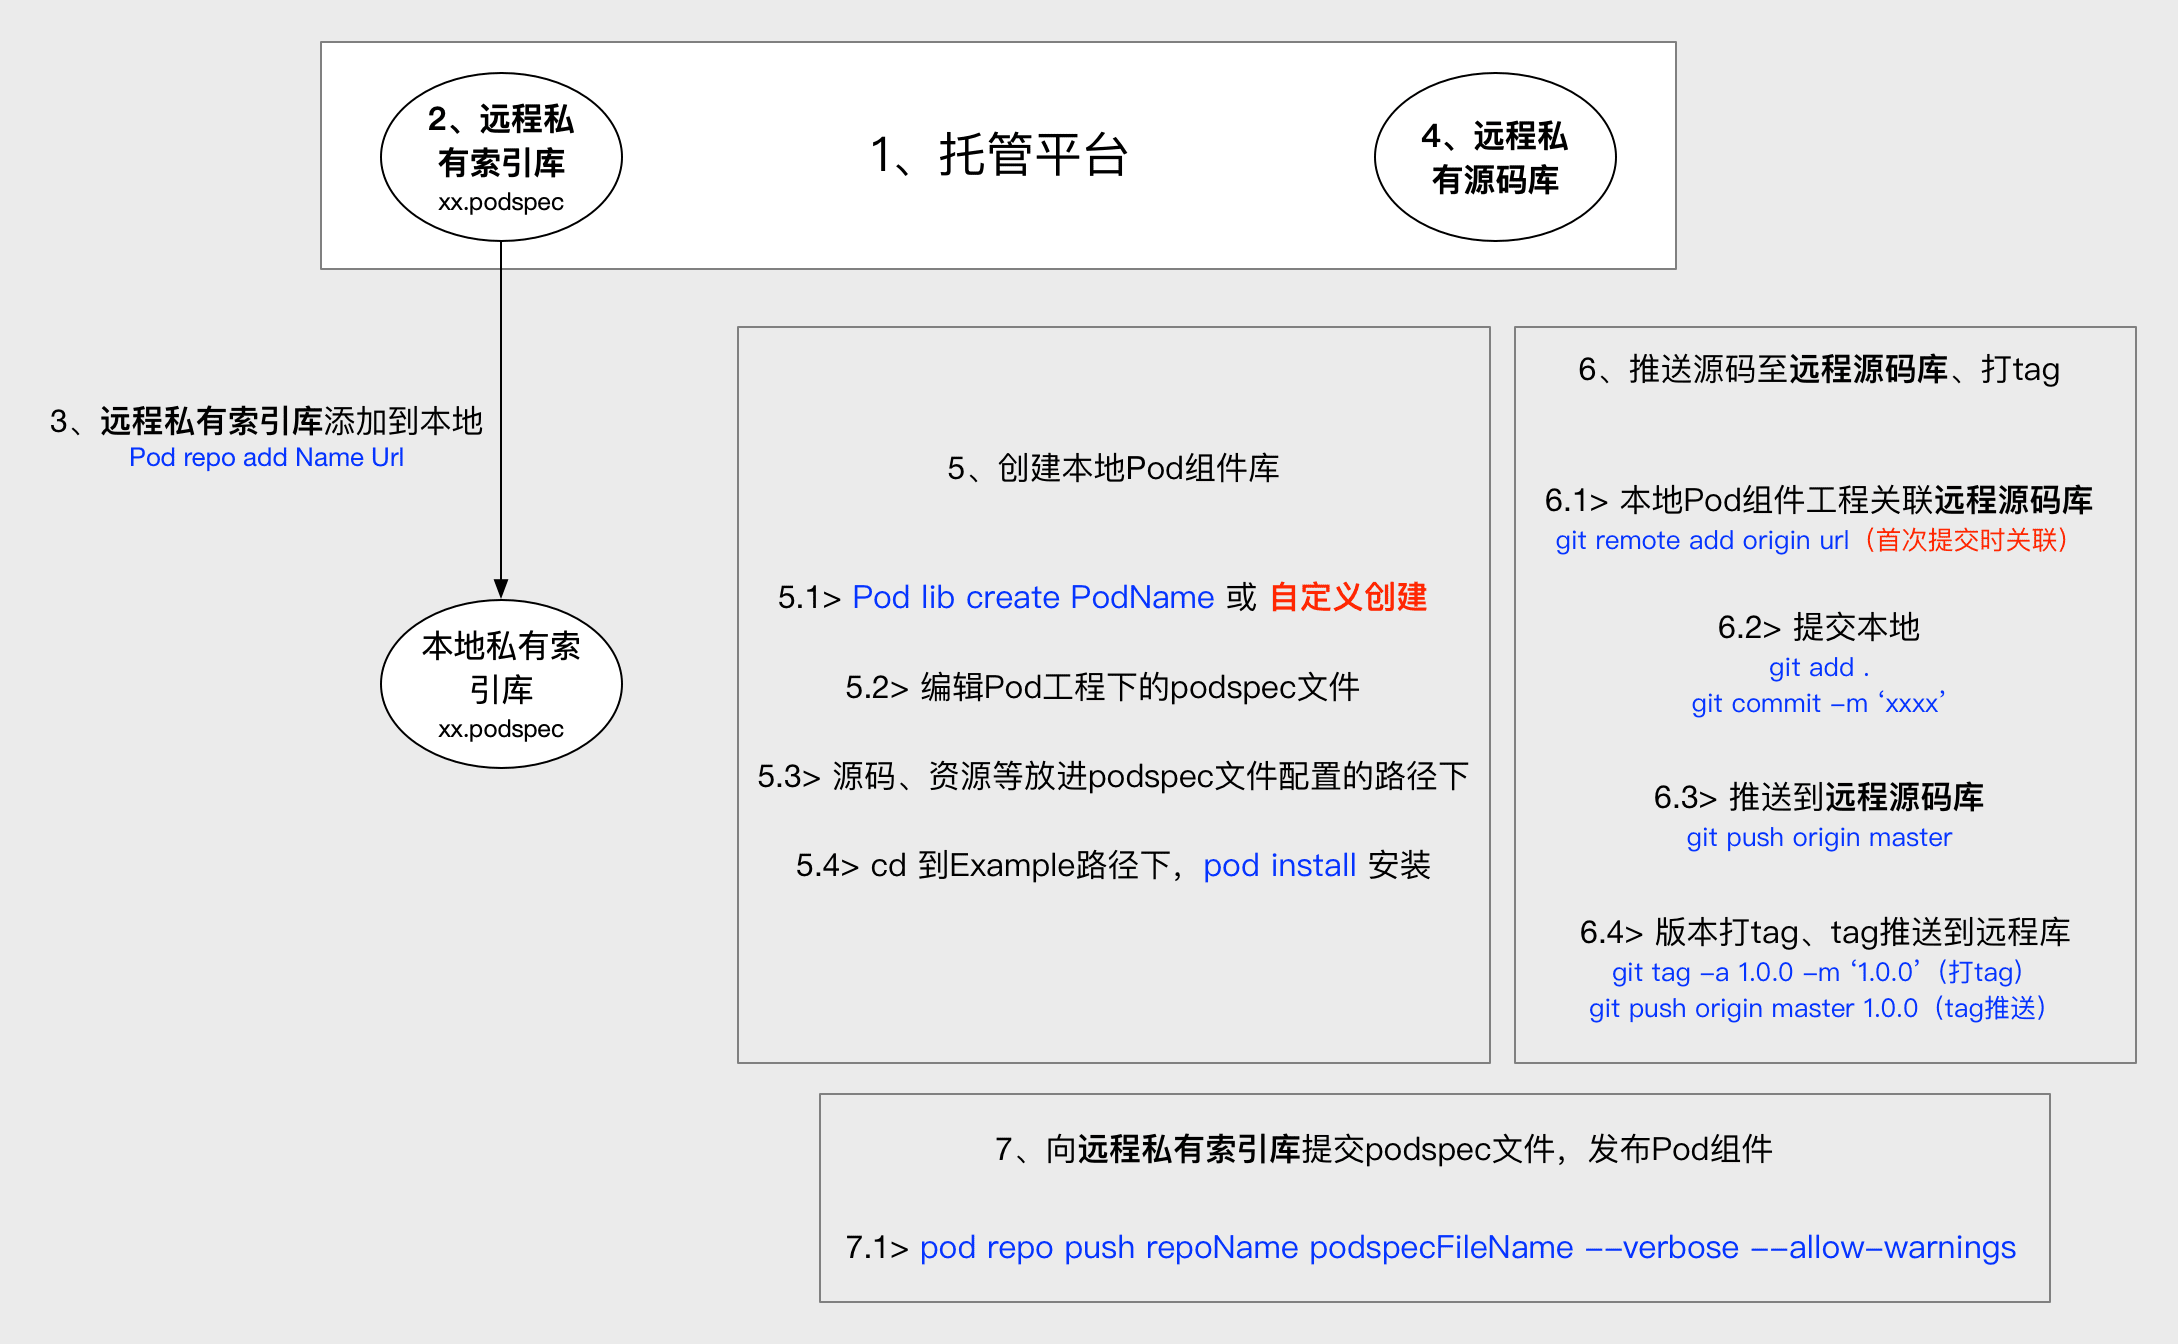 2、远程私
有索引库
xx.podspec
1、托管平台
4、远程私
有源码库
3、远程私有索引库添加到本地
Pod repo add Name Url
本地私有索
引库
xx.podspec
5、创建本地Pod组件库
5.1> Pod lib create PodName 或 自定义创建
5.2> 编辑Pod工程下的podspec文件
5.3> 源码、资源等放进podspec文件配置的路径下
5.4> cd 到Example路径下，pod install 安装
6、推送源码至远程源码库、打tag
6.1> 本地Pod组件工程关联远程源码库
git remote add origin url（首次提交时关联）
6.2> 提交本地
git add .
git commit -m ‘xxxx’
6.3> 推送到远程源码库
git push origin master
6.4> 版本打tag、tag推送到远程库
git tag -a 1.0.0 -m ‘1.0.0’（打tag）
git push origin master 1.0.0（tag推送）
7、向远程私有索引库提交podspec文件，发布Pod组件
7.1> pod repo push repoName podspecFileName --verbose --allow-warnings